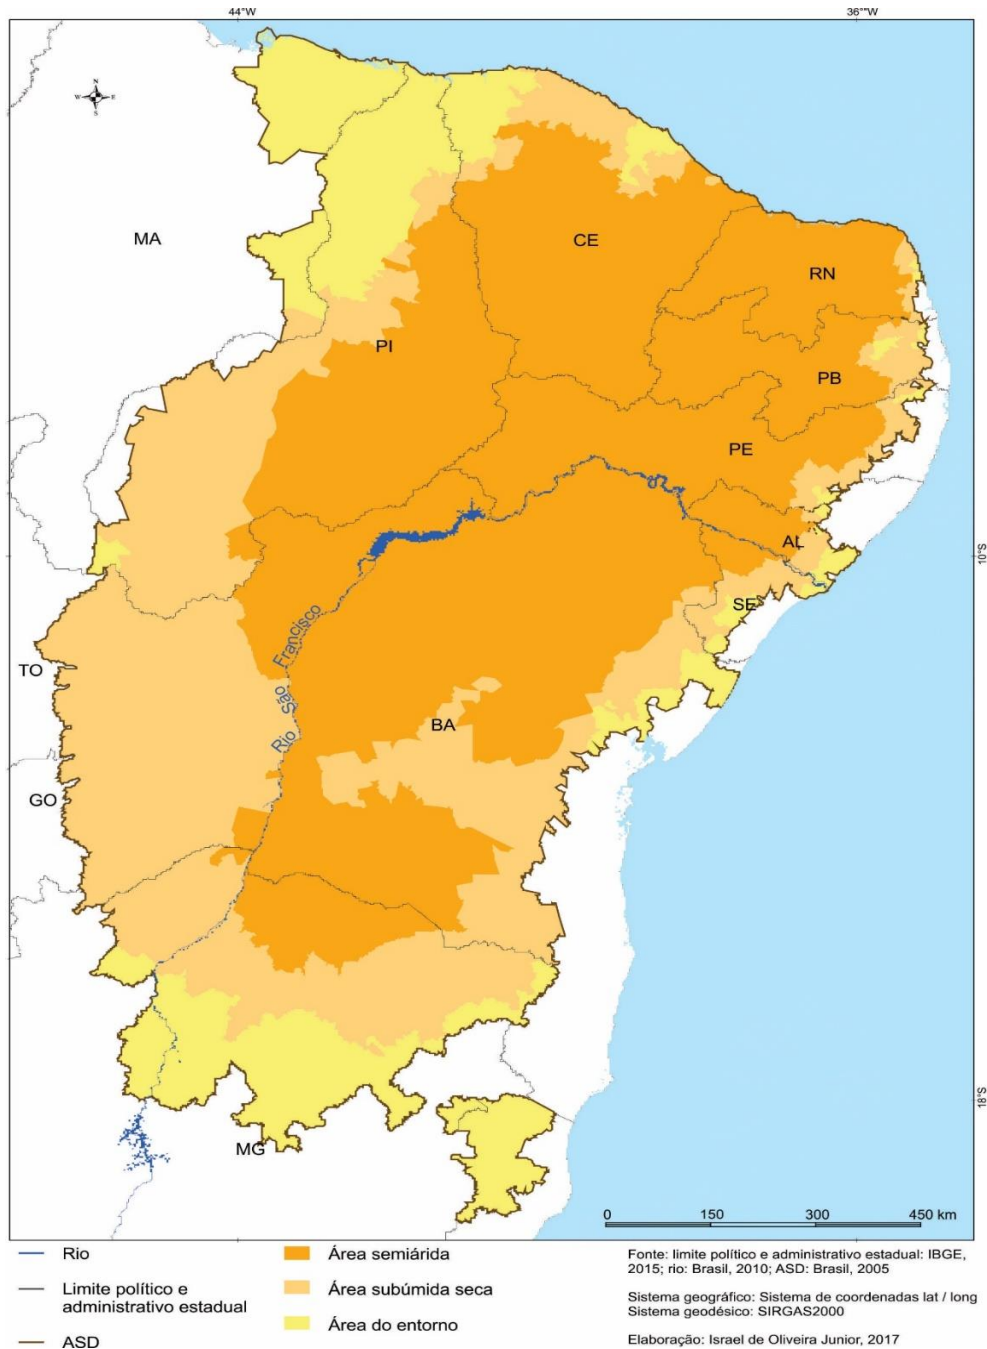 44°W
36°W
N
W E
S
MA
CE
RN
PI
PB
PE
AL
10°S
SE
Rio São Francisco
TO
BA
GO
18°S
MG
0 150 300 450 km
Rio
Limite político e
administrativo estadual
ASD
Área semiárida
Área subúmida seca
Área do entorno
Fonte: limite político e administrativo estadual: IBGE,
2015; rio: Brasil, 2010; ASD: Brasil, 2005
Sistema geográfico: Sistema de coordenadas lat / long
Sistema geodésico: SIRGAS2000
Elaboração: Israel de Oliveira Junior, 2017